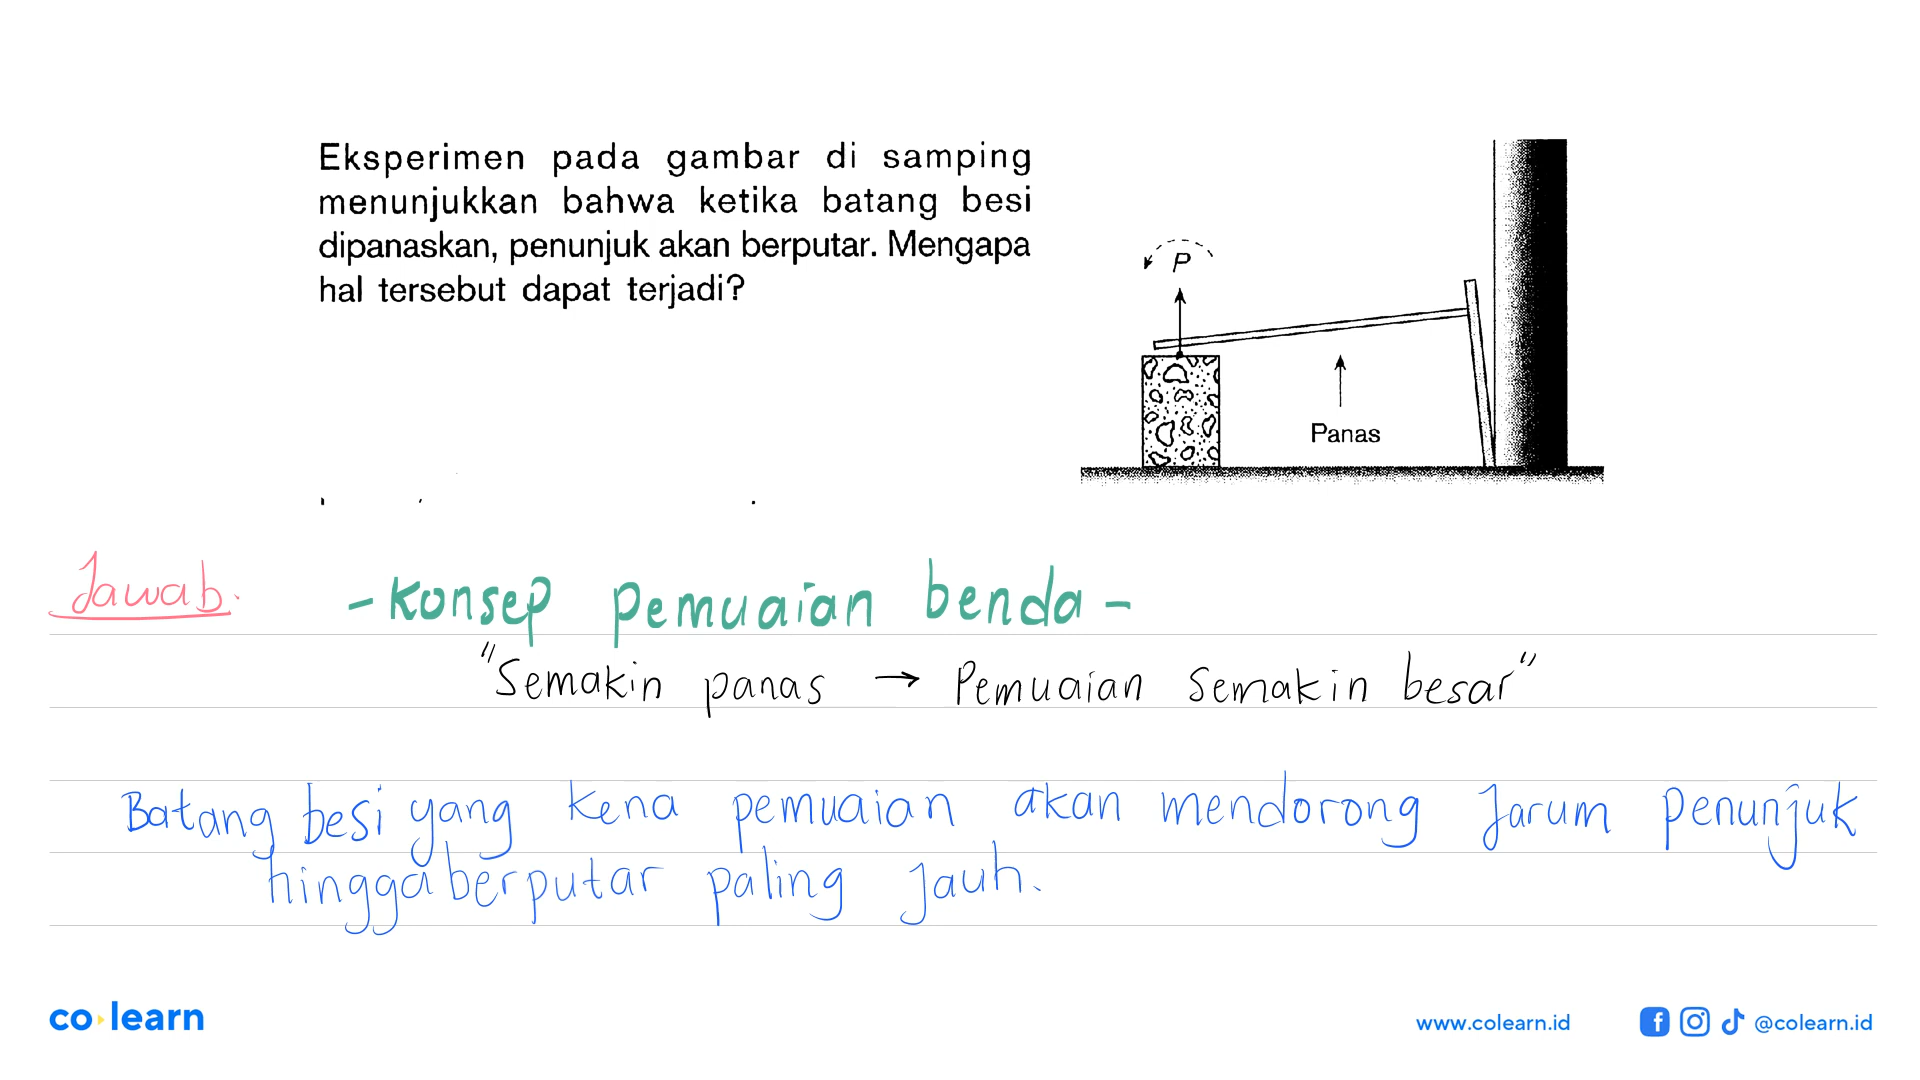 Eksperimen pada gambar di samping
menunjukkan bahwa ketika batang besi
dipanaskan, penunjuk akan berputar. Mengapa
hal tersebut dapat terjadi?
P
Panas
Jawab.
- Konsep pemuaian benda -
"Semakin panas → Pemuaian semakin besar"
Batang besi yang kena pemuaian akan mendorong Jarum penunjuk
hingga berputar paling jauh.
co learn
www.colearn.id
@colearn.id